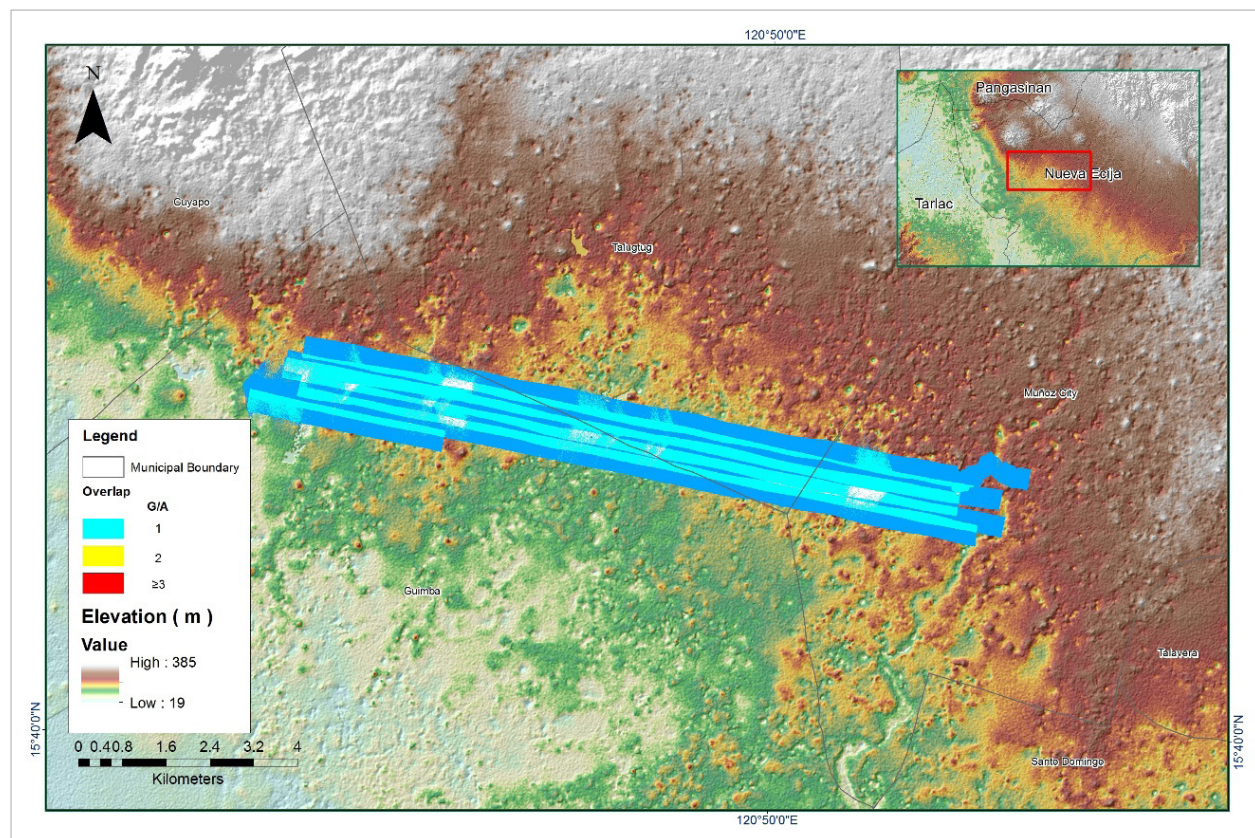 120°50'0"E
N
Pangasinan
Nueva Ecija
Tarlac
Cuyapo
Talugtug
Muñoz City
Guimba
Talavera
Santo Domingo
Legend
Municipal Boundary
Overlap
G/A
1
2
≥3
Elevation ( m )
Value
High : 385
Low : 19
0 0.40.8 1.6 2.4 3.2 4
Kilometers
15°40'0"N
15°40'0"N
120°50'0"E